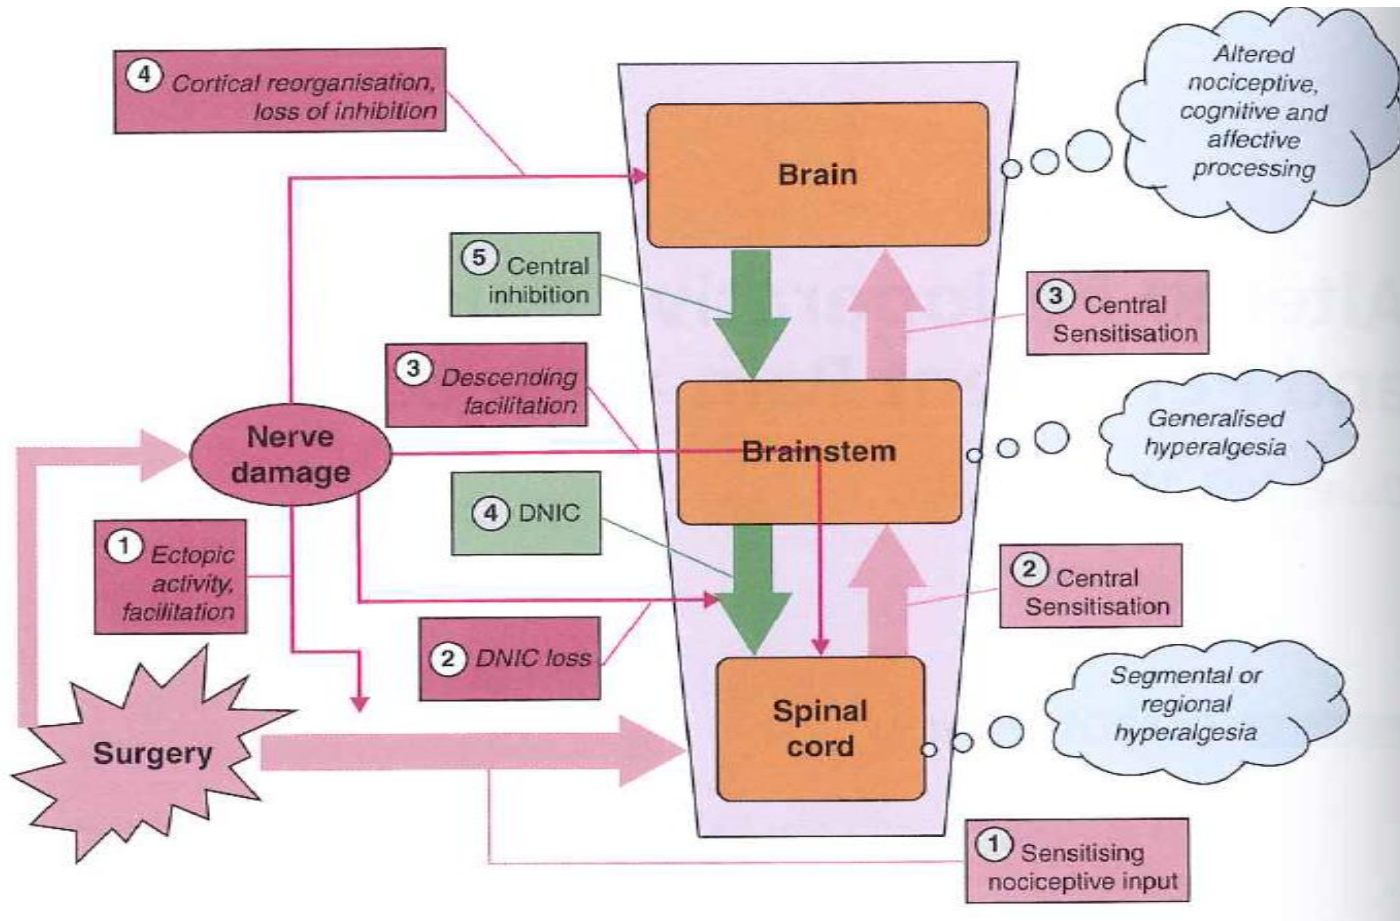 4 Cortical reorganisation,
loss of inhibition
Altered
nociceptive,
cognitive and
affective
processing
Brain
5 Central
inhibition
3 Central
Sensitisation
3 Descending
facilitation
Generalised
hyperalgesia
Nerve
damage
Brainstem
4 DNIC
1 Ectopic
activity,
facilitation
2 Central
Sensitisation
2 DNIC loss
Segmental or
regional
hyperalgesia
Surgery
Spinal
cord
1 Sensitising
nociceptive input